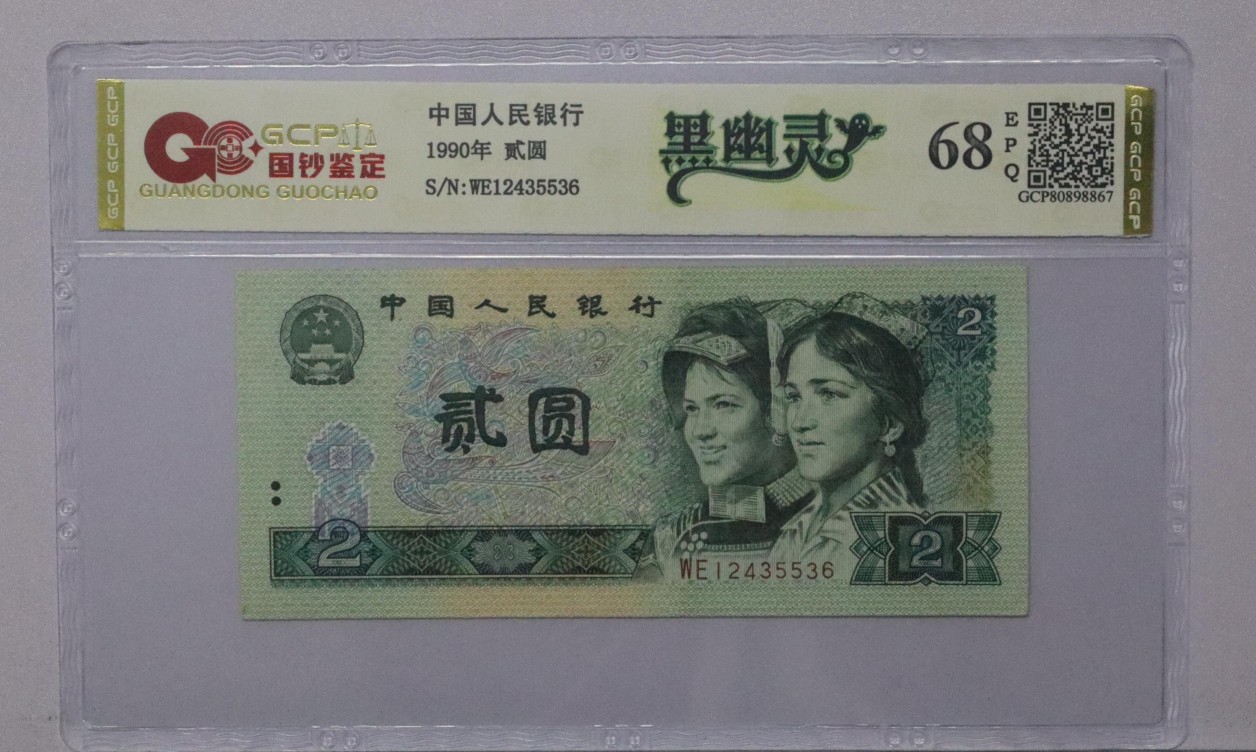 GCP GCP GCP
GCP
国钞鉴定
GUANGDONG GUOCHAO
中国人民银行
1990年 贰圆
S/N:WE12435536
黑幽灵
68
EPQ
GCP80898867
GCP GCP GCP
中国人民银行
2
贰圆
2
WE12435536
2